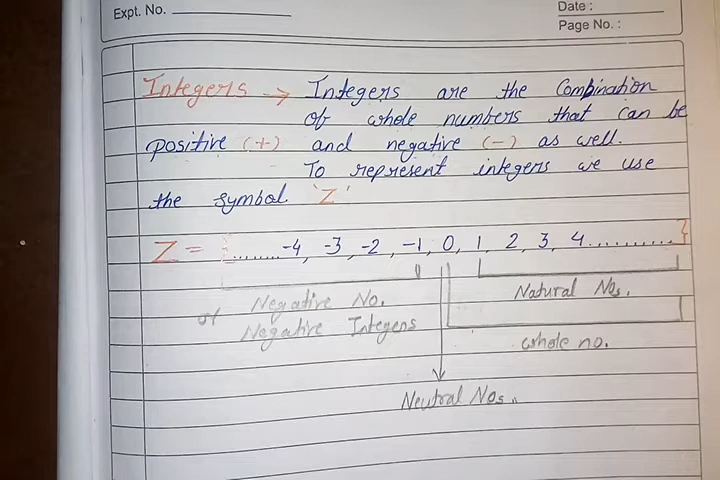 Expt. No.
Date :
Page No. :
Integers → Integers are the Combination
of whole numbers that can be
positive (+) and negative (-) as well.
To represent integers we use
the symbol 'Z'
Z = {.......-4, -3, -2, -1, 0, 1, 2, 3, 4...........}
Negative No.
or Negative Integers
Natural Nos.
whole no.
Neutral Nos.